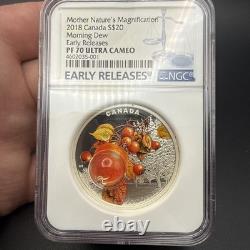 Mother Nature's Magnification
2018 Canada S$20
Morning Dew
Early Releases
PF 70 ULTRA CAMEO
4602035-001
EARLY RELEASES
NGC
CANADA